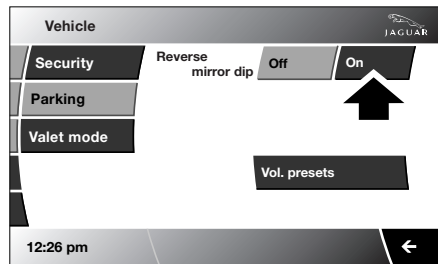 Vehicle
JAGUAR
Security
Reverse
mirror dip
Off
On
Parking
Valet mode
Vol. presets
12:26 pm